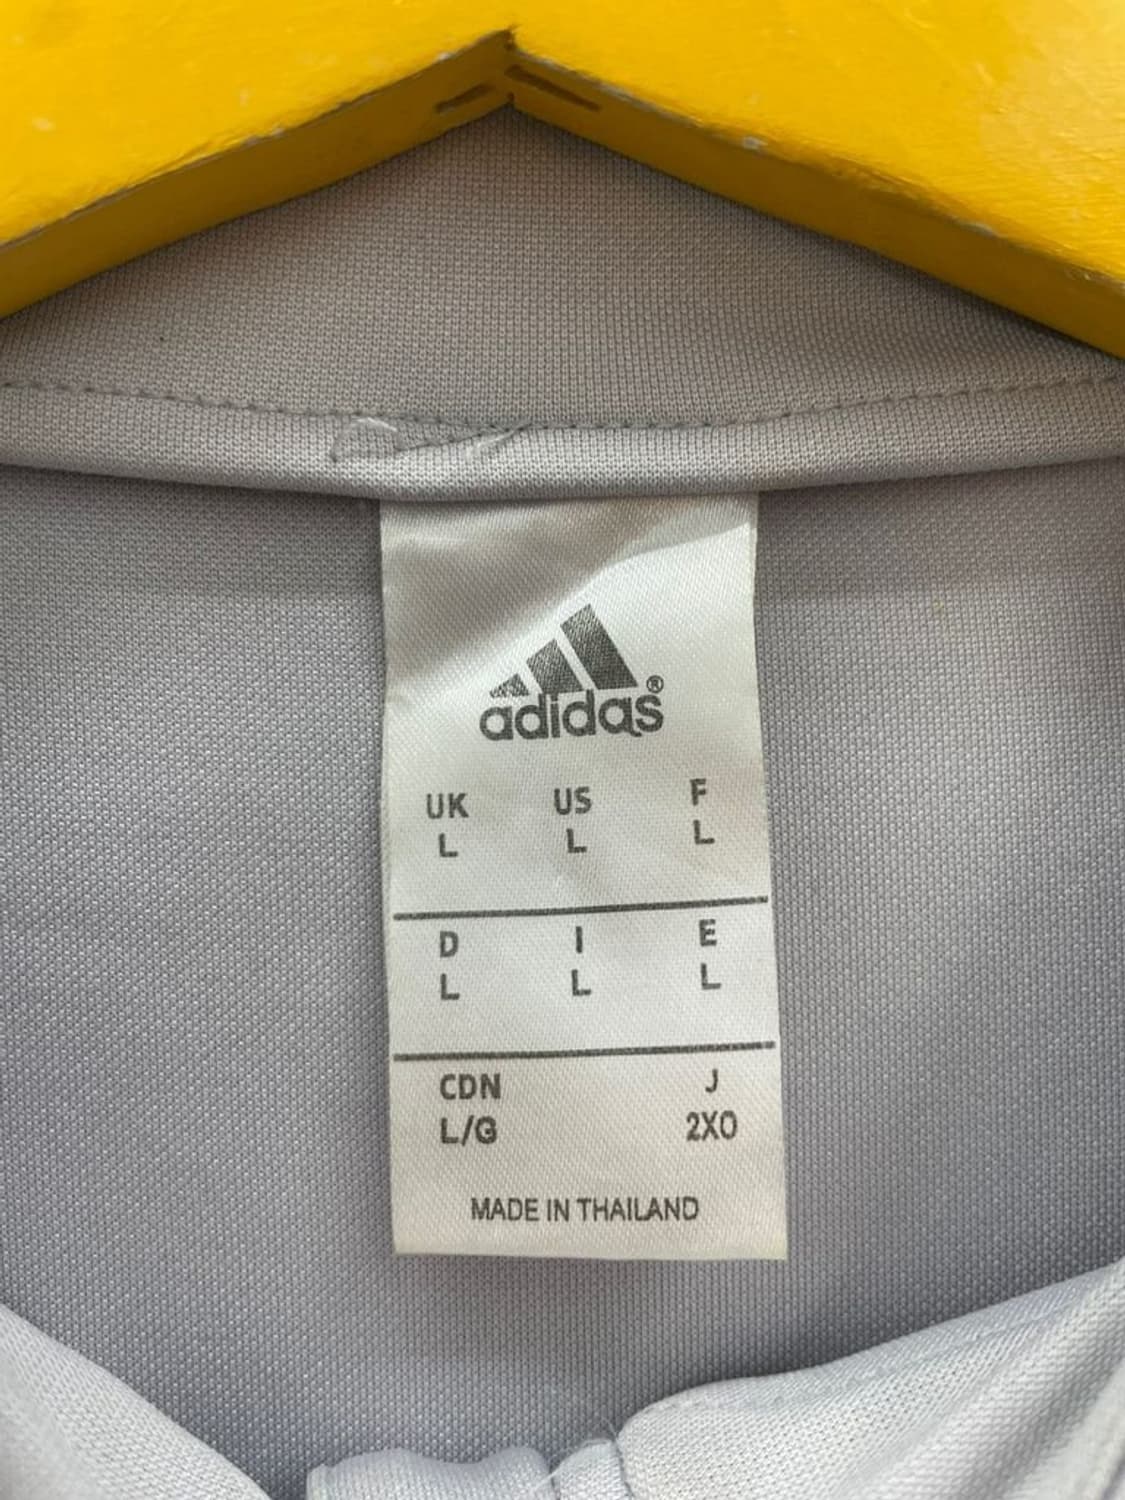 adidas®
UK US F
L L L
D I E
L L L
CDN J
L/G 2XO
MADE IN THAILAND